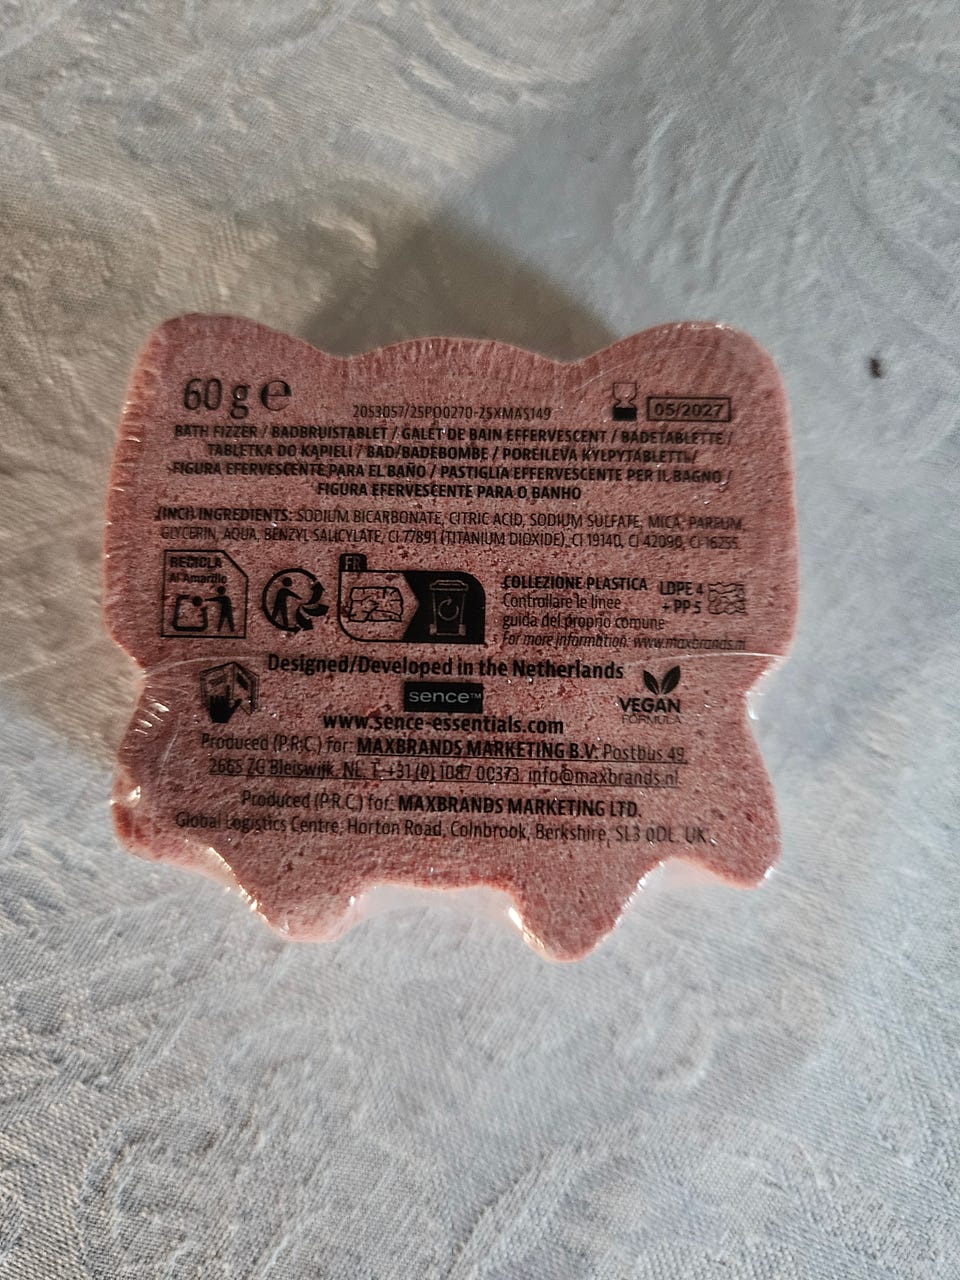 60 g e
2053057/25PO0270-25XMAS149
05/2027
BATH FIZZER / BADBRUISTABLET / GALET DE BAIN EFFERVESCENT / BADETABLETTE /
TABLETKA DO KĄPIELI / BAD/BADEBOMBE / POREILEVA KYLPYTABLETTI /
FIGURA EFERVESCENTE PARA EL BAÑO / PASTIGLIA EFFERVESCENTE PER IL BAGNO /
FIGURA EFERVESCENTE PARA O BANHO
(INCI) INGREDIENTS: SODIUM BICARBONATE, CITRIC ACID, SODIUM SULFATE, MICA, PARFUM,
GLYCERIN, AQUA, BENZYL SALICYLATE, CI 77891 (TITANIUM DIOXIDE), CI 19140, CI 42090, CI 16255.
RECICLA
Al Amarillo
FR
COLLEZIONE PLASTICA
Controllare le linee
guida del proprio comune
For more information: www.maxbrands.nl
LDPE 4
+ PP 5
Designed/Developed in the Netherlands
sence™
www.sence-essentials.com
VEGAN
FORMULA
Produced (P.R.C.) for: MAXBRANDS MARKETING B.V. Postbus 49,
2665 ZG Bleiswijk, NL. T. +31 (0) 1087 00373. info@maxbrands.nl
Produced (P.R.C.) for: MAXBRANDS MARKETING LTD.
Global Logistics Centre, Horton Road, Colnbrook, Berkshire, SL3 0DL. UK.